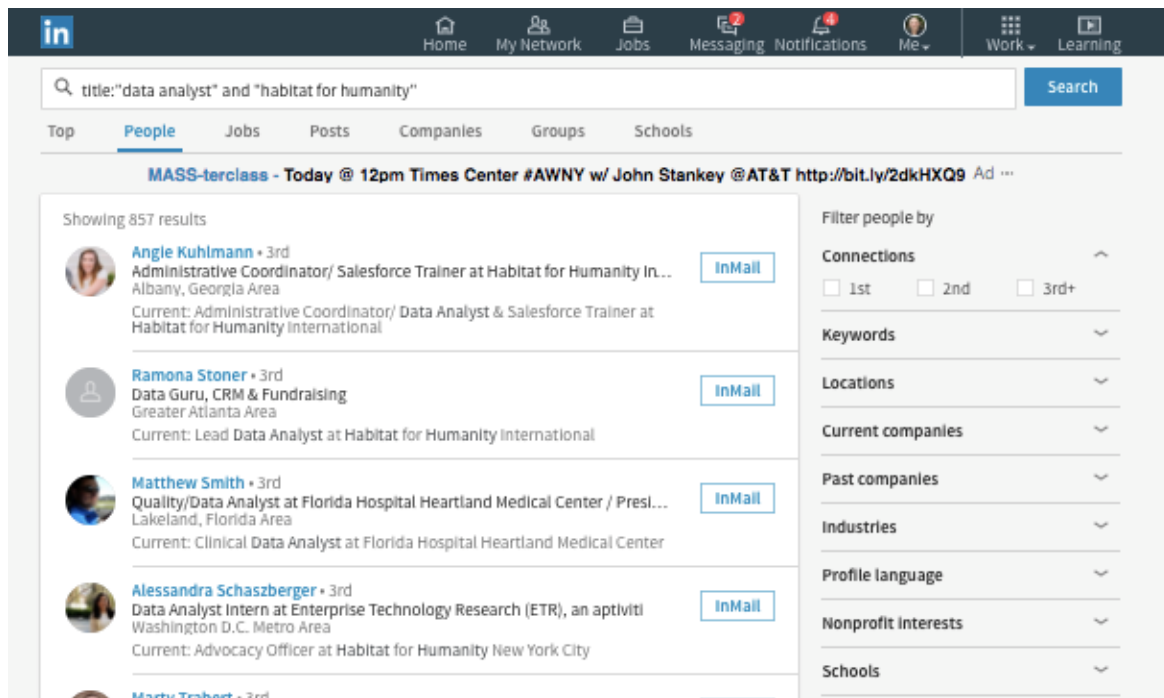 in
2 4
Home My Network Jobs Messaging Notifications Me Work Learning
title:"data analyst" and "habitat for humanity" Search
Top People Jobs Posts Companies Groups Schools
MASS-terclass - Today @ 12pm Times Center #AWNY w/ John Stankey @AT&T http://bit.ly/2dkHXQ9 Ad ...
Showing 857 results
Angie Kuhlmann • 3rd
Administrative Coordinator/ Salesforce Trainer at Habitat for Humanity In...
Albany, Georgia Area
Current: Administrative Coordinator/ Data Analyst & Salesforce Trainer at
Habitat for Humanity International
InMail
Ramona Stoner • 3rd
Data Guru, CRM & Fundraising
Greater Atlanta Area
Current: Lead Data Analyst at Habitat for Humanity International
InMail
Matthew Smith • 3rd
Quality/Data Analyst at Florida Hospital Heartland Medical Center / Presi...
Lakeland, Florida Area
Current: Clinical Data Analyst at Florida Hospital Heartland Medical Center
InMail
Alessandra Schaszberger • 3rd
Data Analyst Intern at Enterprise Technology Research (ETR), an aptiviti
Washington D.C. Metro Area
Current: Advocacy Officer at Habitat for Humanity New York City
InMail
Marty Trabert • 3rd
Filter people by
Connections
1st 2nd 3rd+
Keywords
Locations
Current companies
Past companies
Industries
Profile language
Nonprofit interests
Schools